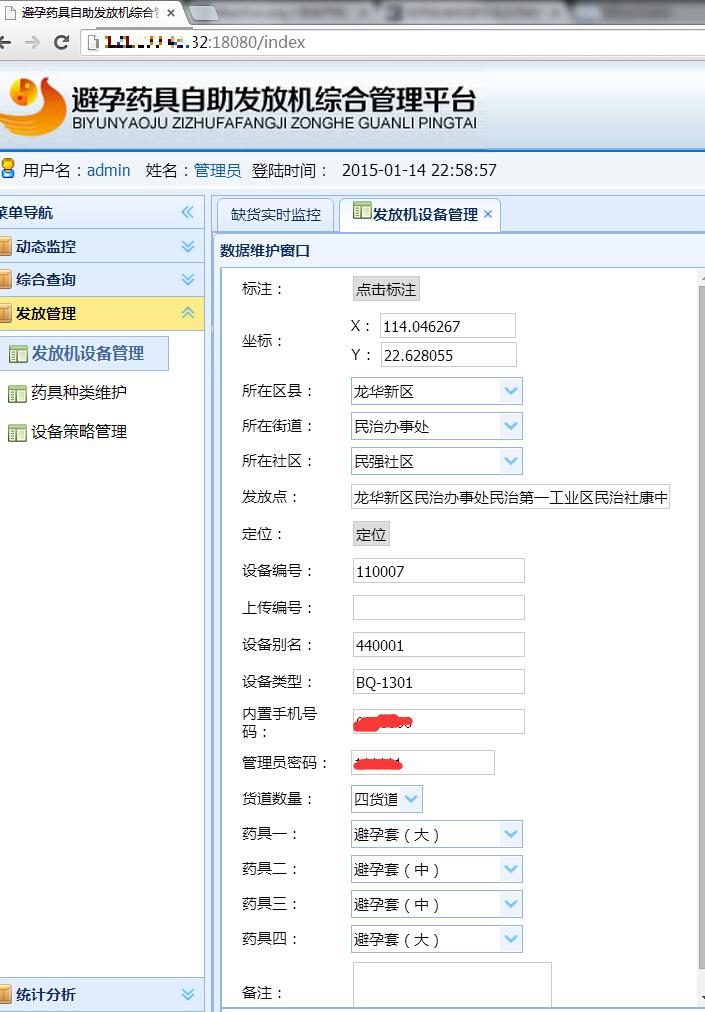 避孕药具自助发放机综合管
32:18080/index
避孕药具自助发放机综合管理平台
BIYUNYAOJU ZIZHUFAFANGJI ZONGHE GUANLI PINGTAI
用户名：admin 姓名：管理员 登陆时间： 2015-01-14 22:58:57
菜单导航
缺货实时监控
发放机设备管理
动态监控
综合查询
发放管理
发放机设备管理
药具种类维护
设备策略管理
统计分析
数据维护窗口
标注： 点击标注
坐标： X： 114.046267
Y： 22.628055
所在区县： 龙华新区
所在街道： 民治办事处
所在社区： 民强社区
发放点： 龙华新区民治办事处民治第一工业区民治社康中
定位： 定位
设备编号： 110007
上传编号：
设备别名： 440001
设备类型： BQ-1301
内置手机号
码：
管理员密码：
货道数量： 四货道
药具一： 避孕套（大）
药具二： 避孕套（中）
药具三： 避孕套（中）
药具四： 避孕套（大）
备注：